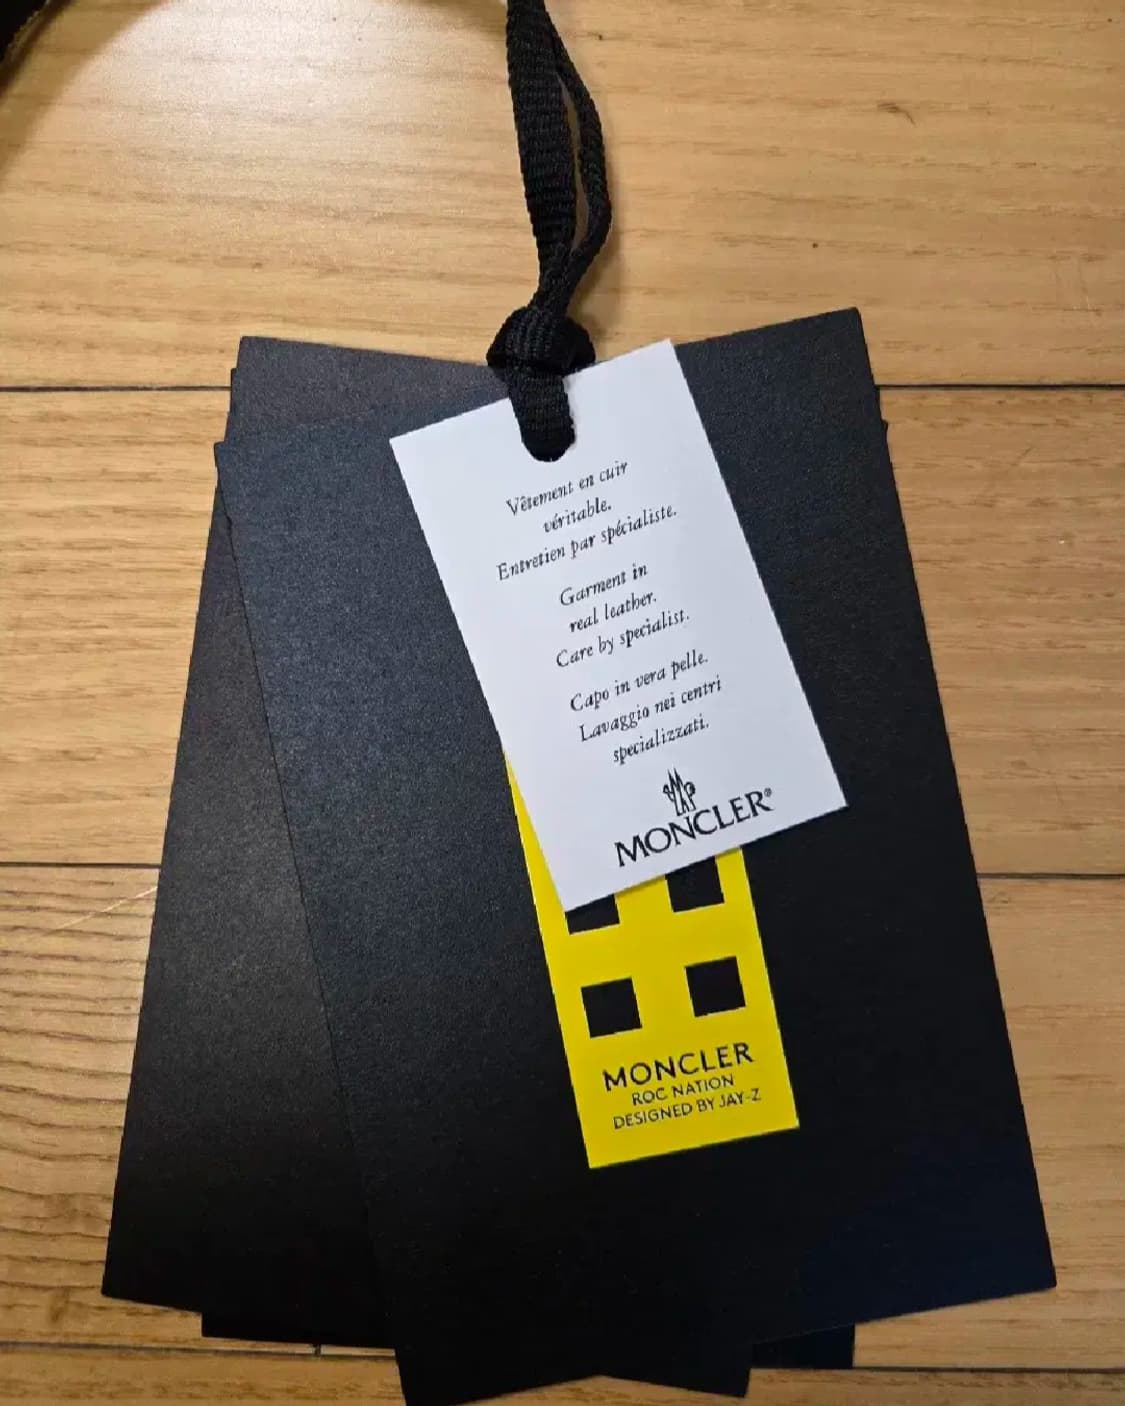 Vêtement en cuir
véritable.
Entretien par spécialiste.
Garment in
real leather.
Care by specialist.
Capo in vera pelle.
Lavaggio nei centri
specializzati.
MONCLER®
MONCLER
ROC NATION
DESIGNED BY JAY-Z